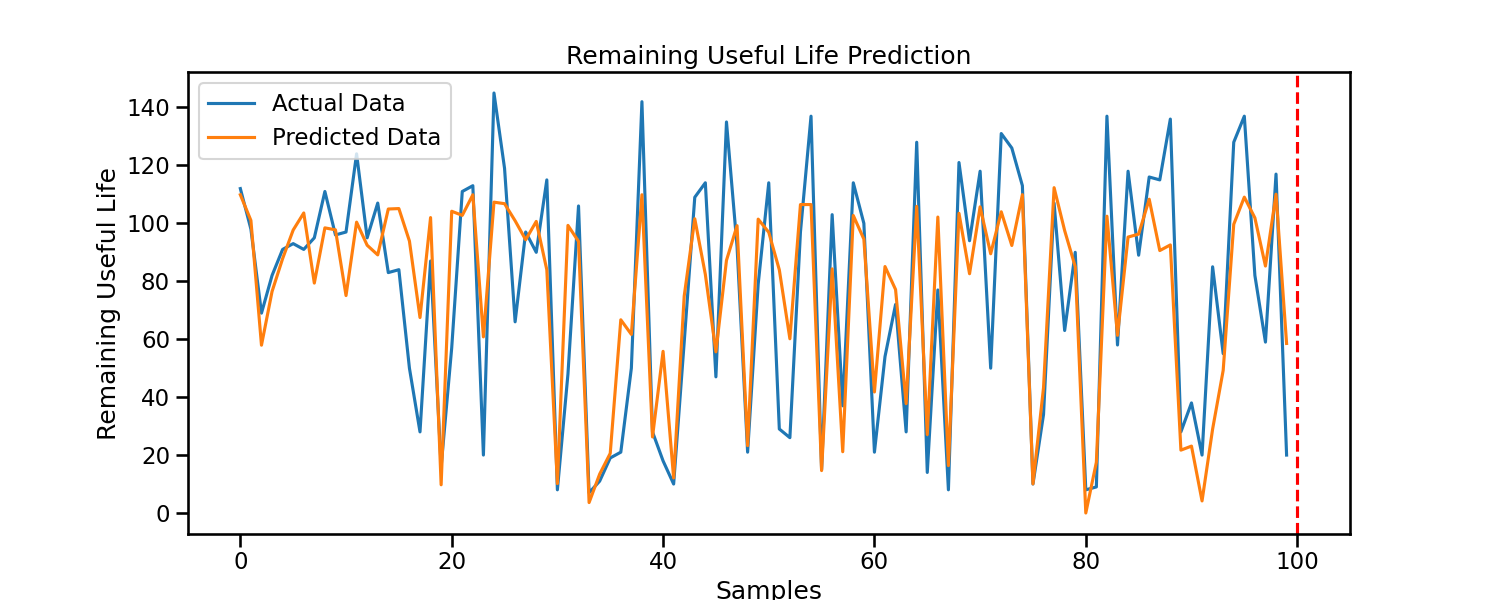 Remaining Useful Life Prediction
Actual Data
Predicted Data
Remaining Useful Life
140
120
100
80
60
40
20
0
0 20 40 60 80 100
Samples